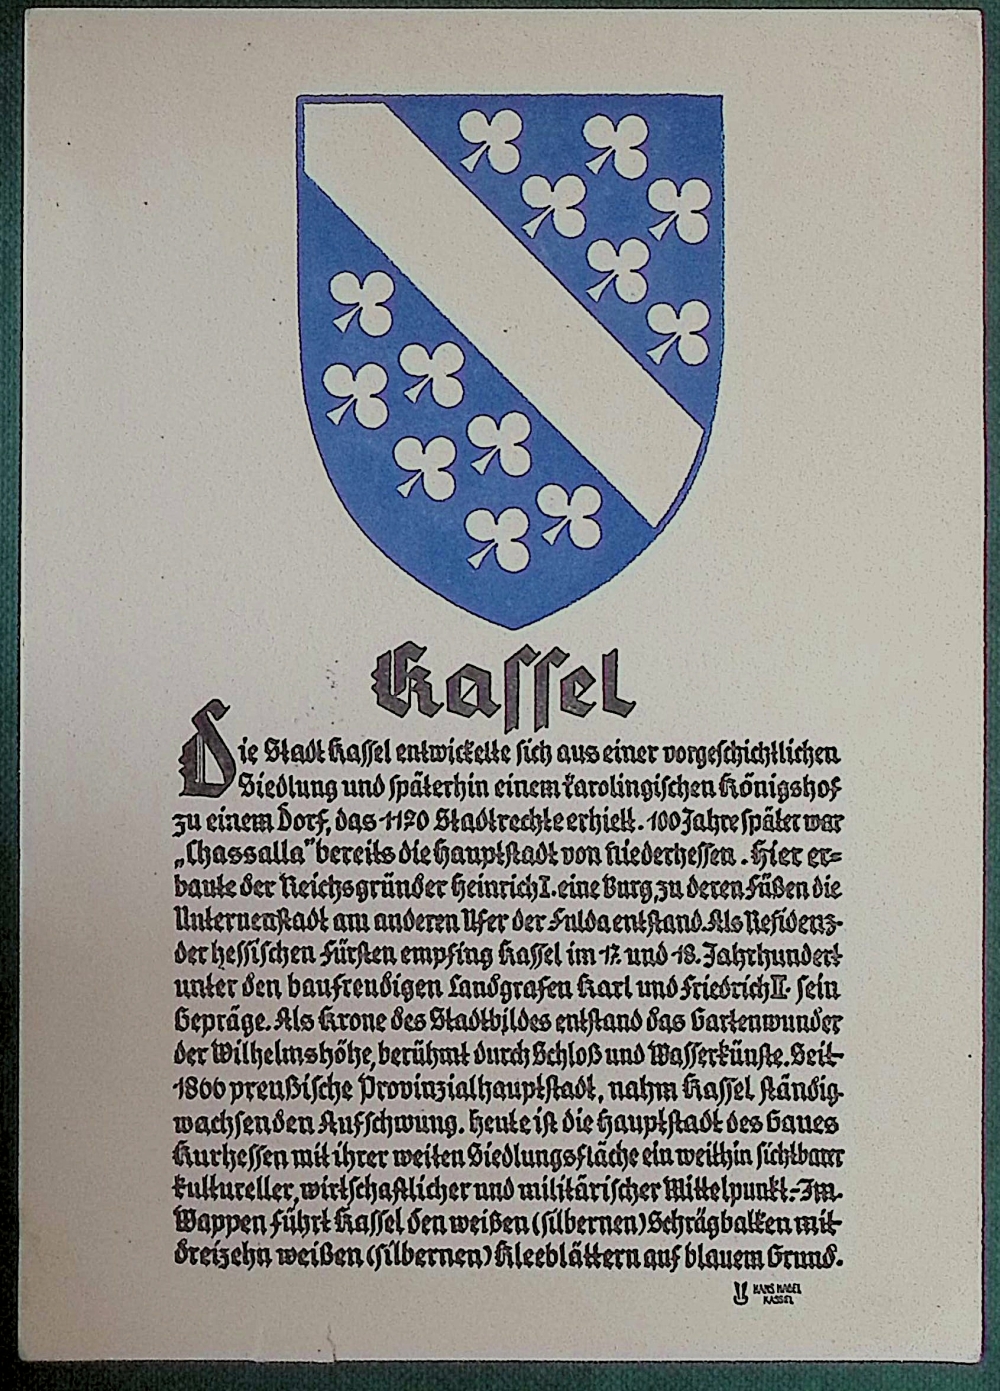 Kassel
Die Stadt Kassel entwickelte sich aus einer vorgeschichtlichen
Siedlung und späterhin einem karolingischen Königshof
zu einem Dorf, das 1120 Stadtrechte erhielt. 100 Jahre später war
„Chassalla" bereits die Hauptstadt von Niederhessen. Hier er=
baute der Reichsgründer Heinrich I. eine Burg, zu deren Füßen die
Unterneustadt am anderen Ufer der Fulda entstand. Als Residenz
der hessischen Fürsten empfing Kassel im 17. und 18. Jahrhundert
unter den baufreudigen Landgrafen Karl und Friedrich II. sein
Gepräge. Als Krone des Stadtbildes entstand das Gartenwunder
der Wilhelmshöhe, berühmt durch Schloß und Wasserkünste. Seit
1866 preußische Provinzialhauptstadt, nahm Kassel ständig
wachsenden Aufschwung. Heute ist die Hauptstadt des Gaues
Kurhessen mit ihrer weiten Siedlungsfläche ein weithin sichtbarer
kultureller, wirtschaftlicher und militärischer Mittelpunkt.- Im
Wappen führt Kassel den weißen (silbernen) Schrägbalken mit
dreizehn weißen (silbernen) Kleeblättern auf blauem Grund.
HANS NAGEL
KASSEL